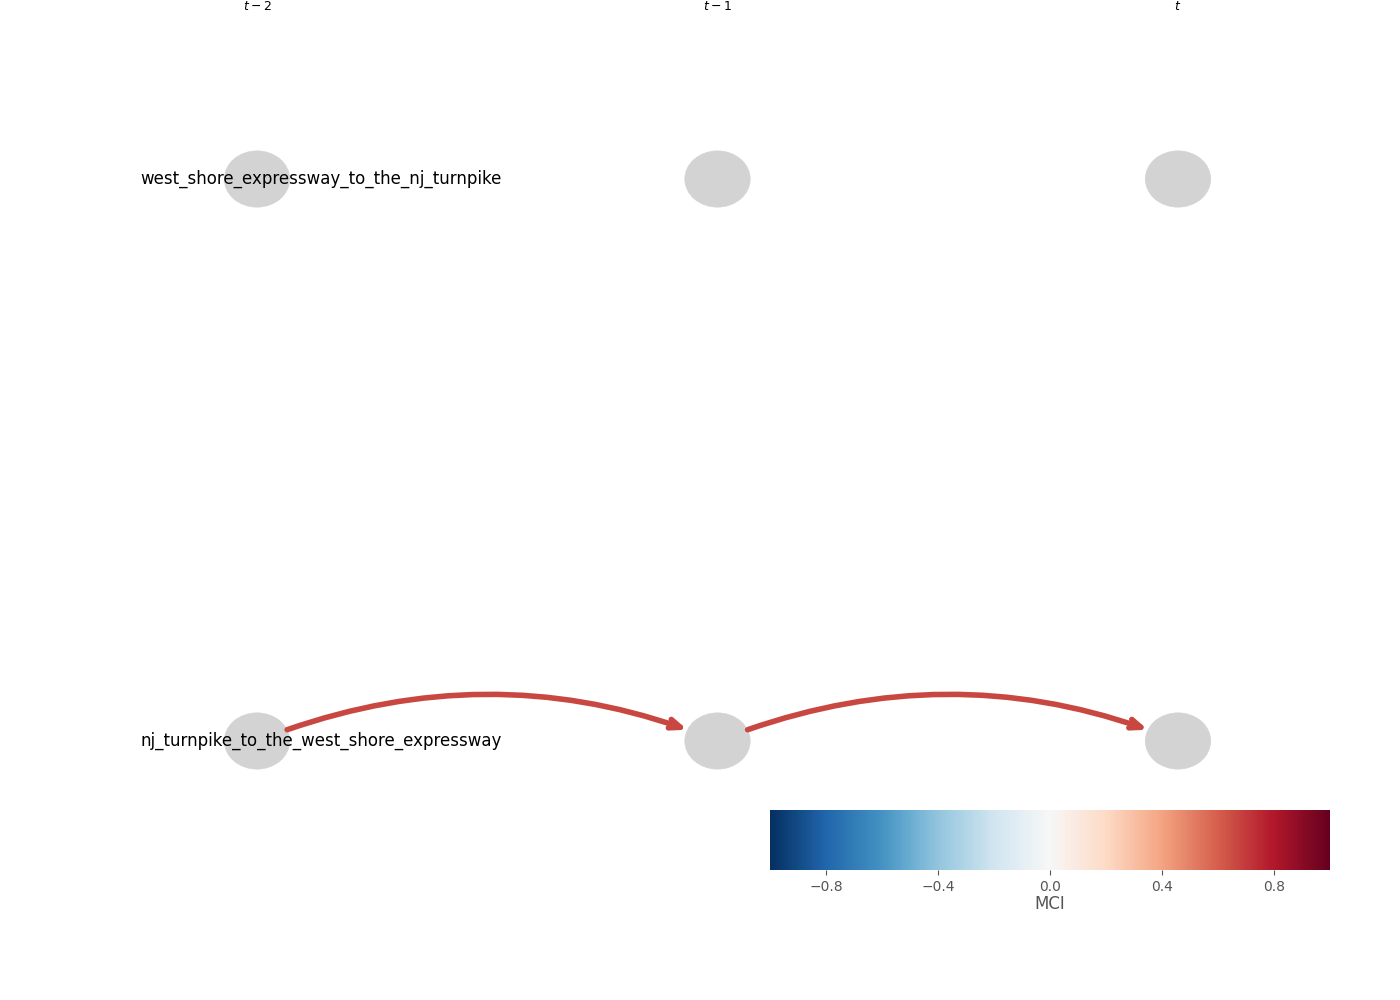 t − 2 t − 1 t
west_shore_expressway_to_the_nj_turnpike
nj_turnpike_to_the_west_shore_expressway
−0.8 −0.4 0.0 0.4 0.8
MCI